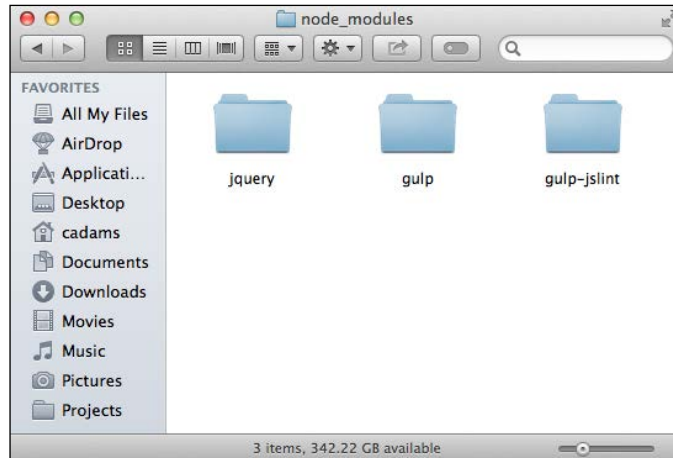 node_modules
FAVORITES
All My Files
AirDrop
Applicati...
Desktop
cadams
Documents
Downloads
Movies
Music
Pictures
Projects
jquery
gulp
gulp-jslint
3 items, 342.22 GB available